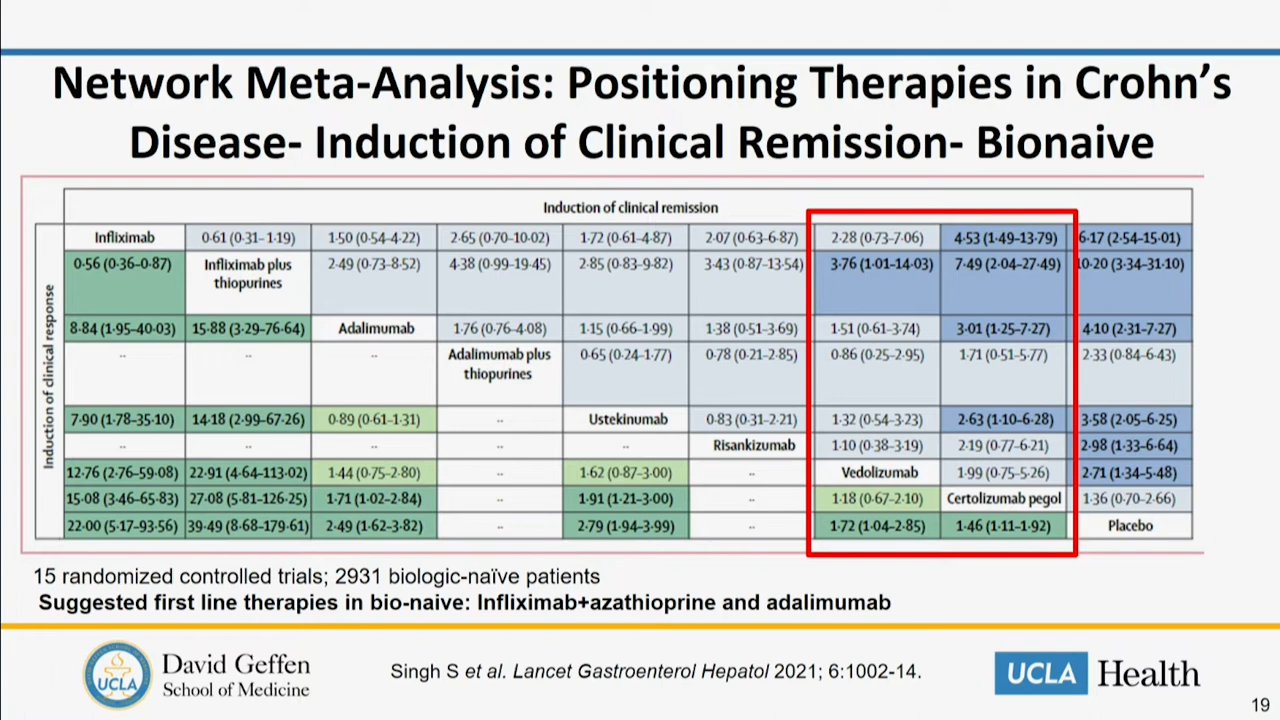 Network Meta-Analysis: Positioning Therapies in Crohn’s
Disease- Induction of Clinical Remission- Bionaive
Induction of clinical remission
Induction of clinical response
Infliximab 0·61 (0·31–1·19) 1·50 (0·54–4·22) 2·65 (0·70–10·02) 1·72 (0·61–4·87) 2·07 (0·63–6·87) 2·28 (0·73–7·06) 4·53 (1·49–13·79) 6·17 (2·54–15·01)
0·56 (0·36–0·87) Infliximab plus thiopurines 2·49 (0·73–8·52) 4·38 (0·99–19·45) 2·85 (0·83–9·82) 3·43 (0·87–13·54) 3·76 (1·01–14·03) 7·49 (2·04–27·49) 10·20 (3·34–31·10)
8·84 (1·95–40·03) 15·88 (3·29–76·64) Adalimumab 1·76 (0·76–4·08) 1·15 (0·66–1·99) 1·38 (0·51–3·69) 1·51 (0·61–3·74) 3·01 (1·25–7·27) 4·10 (2·31–7·27)
·· ·· ·· Adalimumab plus thiopurines 0·65 (0·24–1·77) 0·78 (0·21–2·85) 0·86 (0·25–2·95) 1·71 (0·51–5·77) 2·33 (0·84–6·43)
7·90 (1·78–35·10) 14·18 (2·99–67·26) 0·89 (0·61–1·31) ·· Ustekinumab 0·83 (0·31–2·21) 1·32 (0·54–3·23) 2·63 (1·10–6·28) 3·58 (2·05–6·25)
·· ·· ·· ·· ·· Risankizumab 1·10 (0·38–3·19) 2·19 (0·77–6·21) 2·98 (1·33–6·64)
12·76 (2·76–59·08) 22·91 (4·64–113·02) 1·44 (0·75–2·80) ·· 1·62 (0·87–3·00) ·· Vedolizumab 1·99 (0·75–5·26) 2·71 (1·34–5·48)
15·08 (3·46–65·83) 27·08 (5·81–126·25) 1·71 (1·02–2·84) ·· 1·91 (1·21–3·00) ·· 1·18 (0·67–2·10) Certolizumab pegol 1·36 (0·70–2·66)
22·00 (5·17–93·56) 39·49 (8·68–179·61) 2·49 (1·62–3·82) ·· 2·79 (1·94–3·99) ·· 1·72 (1·04–2·85) 1·46 (1·11–1·92) Placebo
15 randomized controlled trials; 2931 biologic-naïve patients
Suggested first line therapies in bio-naive: Infliximab+azathioprine and adalimumab
UCLA
David Geffen
School of Medicine
Singh S et al. Lancet Gastroenterol Hepatol 2021; 6:1002-14.
UCLA Health
19